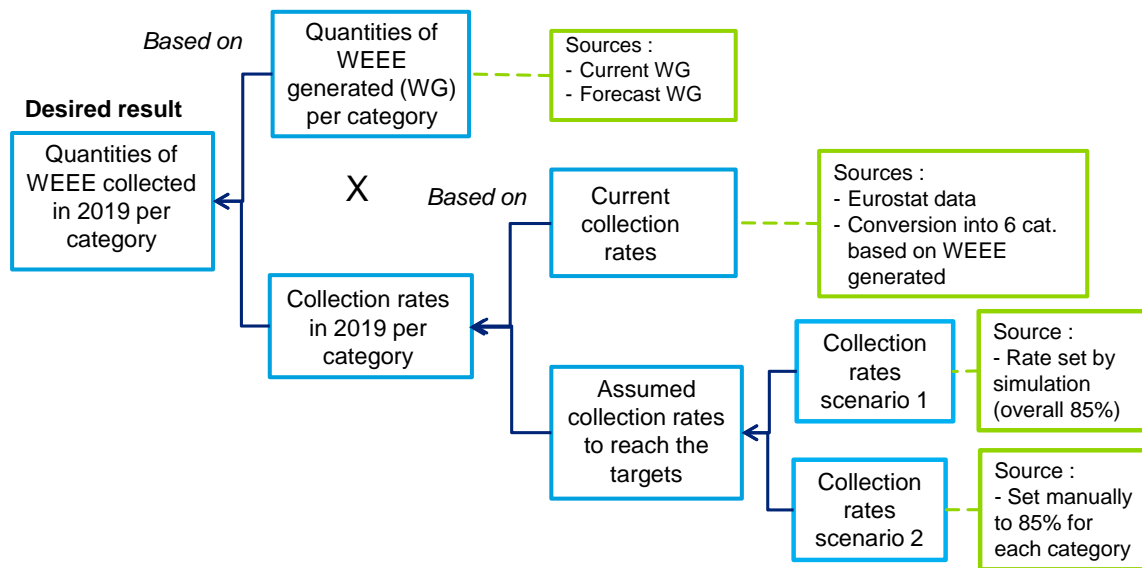 Based on
Quantities of
WEEE
generated (WG)
per category
Sources :
- Current WG
- Forecast WG
Desired result
Quantities of
WEEE collected
in 2019 per
category
X
Based on
Current
collection
rates
Sources :
- Eurostat data
- Conversion into 6 cat.
based on WEEE
generated
Collection rates
in 2019 per
category
Assumed
collection rates
to reach the
targets
Collection
rates
scenario 1
Source :
- Rate set by
simulation
(overall 85%)
Collection
rates
scenario 2
Source :
- Set manually
to 85% for
each category